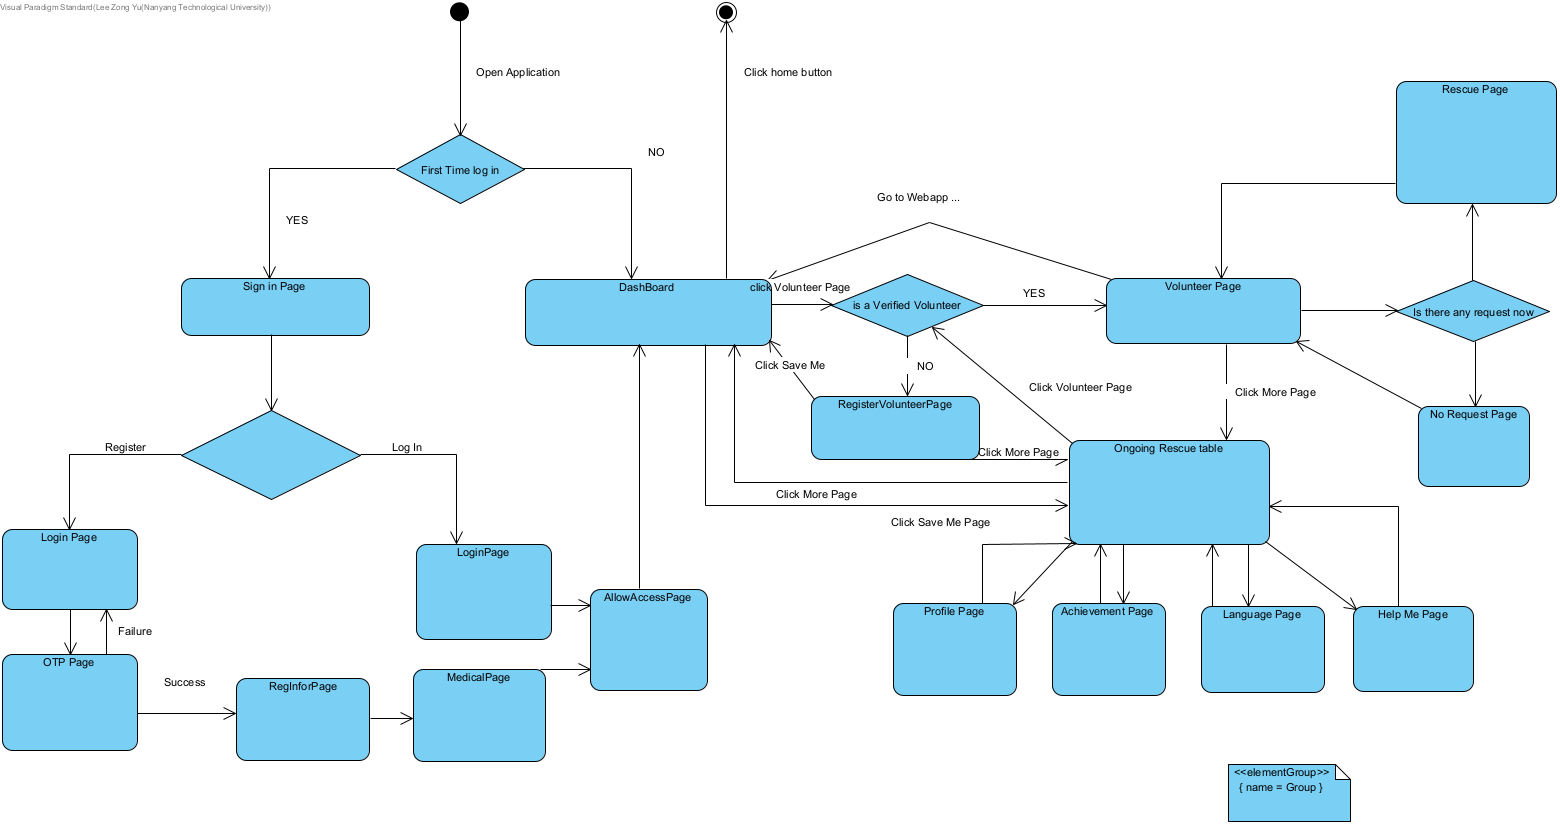 Visual Paradigm Standard(Lee Zong Yu(Nanyang Technological University))
Open Application
Click home button
Rescue Page
First Time log in
NO
YES
Go to Webapp ...
Sign in Page
DashBoard
click Volunteer Page
is a Verified Volunteer
YES
Volunteer Page
Is there any request now
Click Save Me
NO
Click Volunteer Page
Click More Page
RegisterVolunteerPage
No Request Page
Register
Log In
Click More Page
Ongoing Rescue table
Click More Page
Click Save Me Page
Login Page
LoginPage
AllowAccessPage
Profile Page
Achievement Page
Language Page
Help Me Page
Failure
OTP Page
Success
RegInforPage
MedicalPage
<<elementGroup>>
{ name = Group }